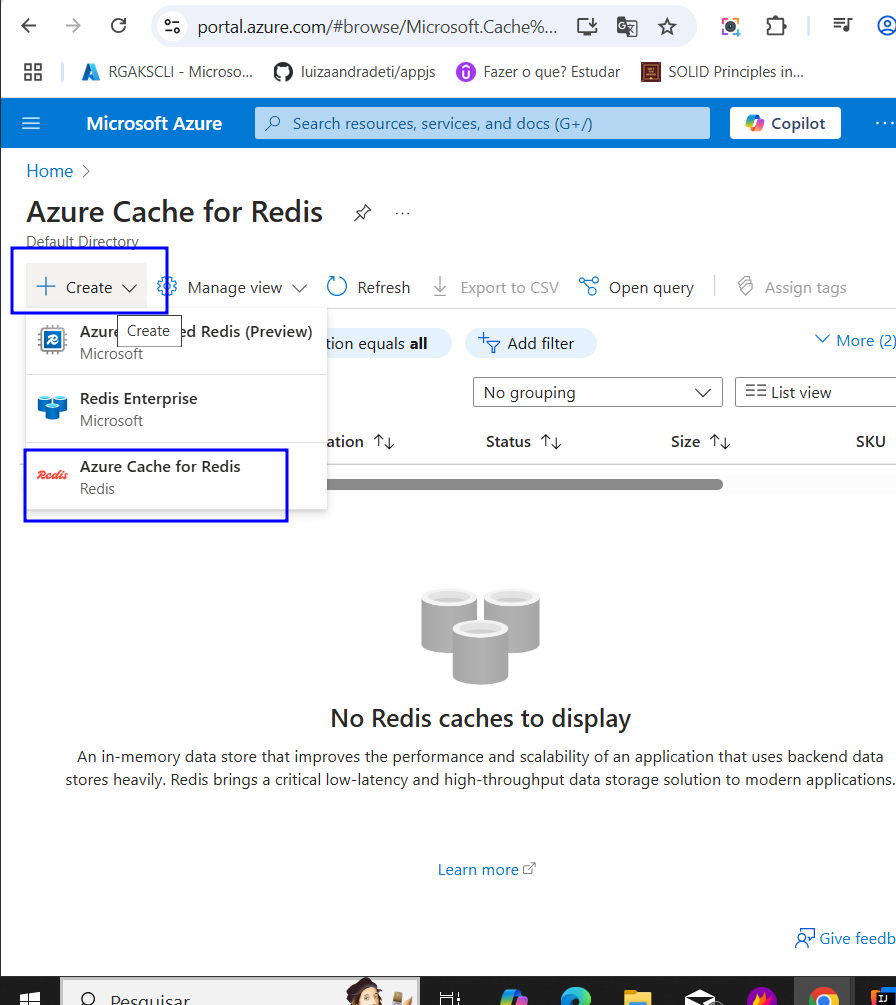 portal.azure.com/#browse/Microsoft.Cache%...
RGAKSCLI - Microso...
luizaandradeti/appjs
Fazer o que? Estudar
SOLID Principles in...
Microsoft Azure
Search resources, services, and docs (G+/)
Copilot
...
Home
Azure Cache for Redis
...
Default Directory
Create
Manage view
Refresh
Export to CSV
Open query
Assign tags
Create
Azure
ed Redis (Preview)
Microsoft
tion equals all
Add filter
More (2)
Redis Enterprise
Microsoft
No grouping
List view
ation
Status
Size
SKU
Redis
Azure Cache for Redis
Redis
No Redis caches to display
An in-memory data store that improves the performance and scalability of an application that uses backend data
stores heavily. Redis brings a critical low-latency and high-throughput data storage solution to modern applications.
Learn more
Give feedb
Pesquisar